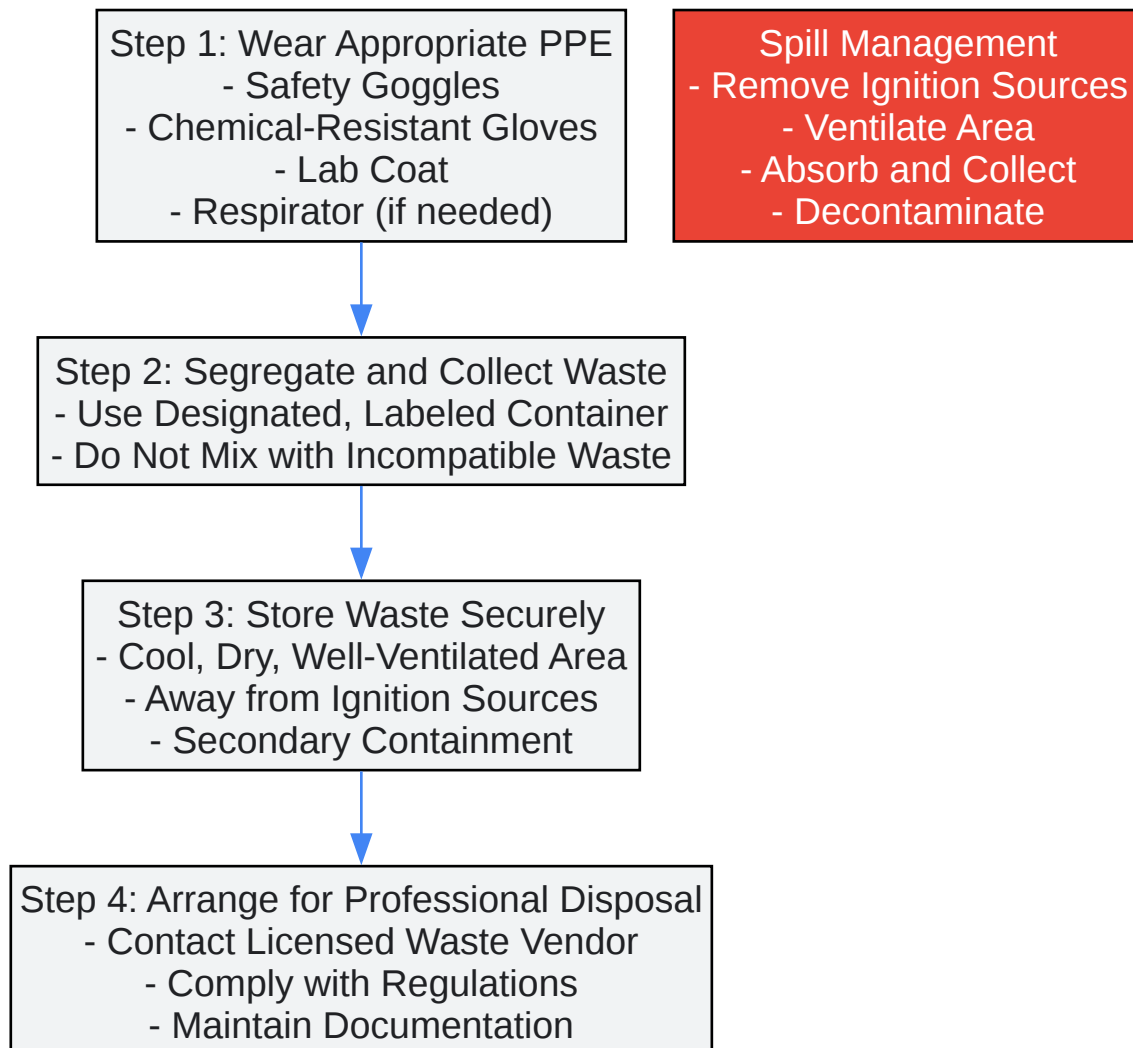 Step 1: Wear Appropriate PPE
- Safety Goggles
- Chemical-Resistant Gloves
- Lab Coat
- Respirator (if needed)
Spill Management
- Remove Ignition Sources
- Ventilate Area
- Absorb and Collect
- Decontaminate
Step 2: Segregate and Collect Waste
- Use Designated, Labeled Container
- Do Not Mix with Incompatible Waste
Step 3: Store Waste Securely
- Cool, Dry, Well-Ventilated Area
- Away from Ignition Sources
- Secondary Containment
Step 4: Arrange for Professional Disposal
- Contact Licensed Waste Vendor
- Comply with Regulations
- Maintain Documentation